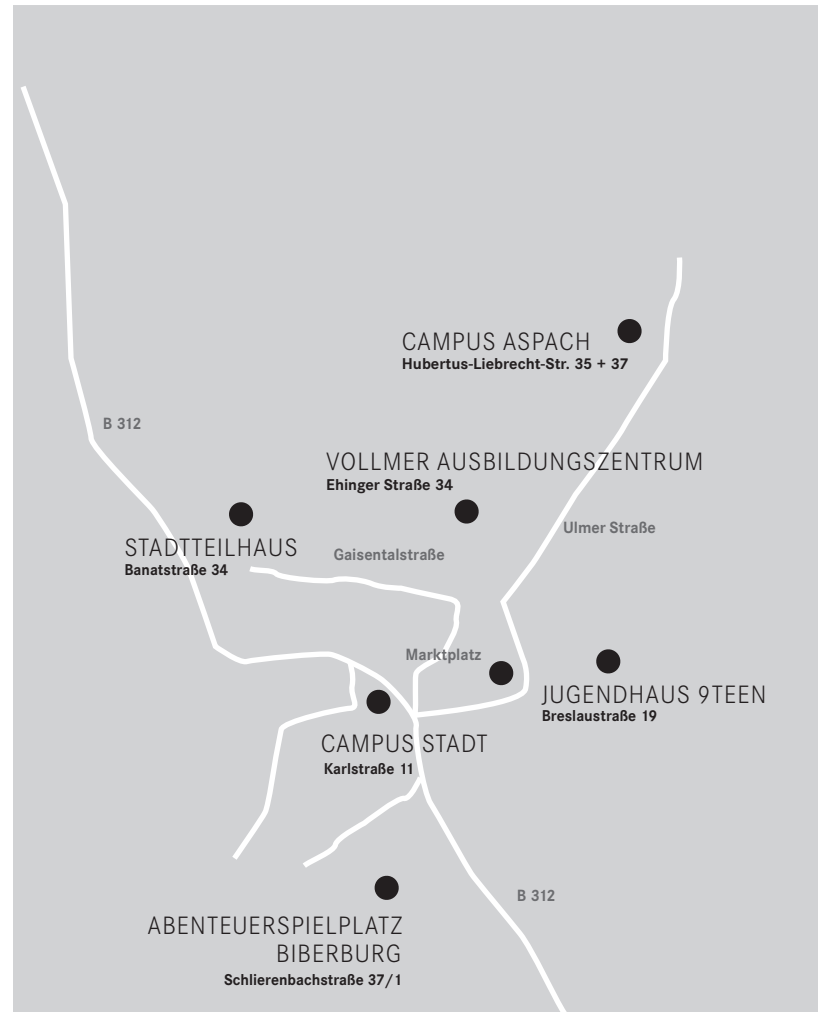 CAMPUS ASPACH
Hubertus-Liebrecht-Str. 35 + 37
B 312
VOLLMER AUSBILDUNGSZENTRUM
Ehinger Straße 34
Ulmer Straße
STADTTEILHAUS
Banatstraße 34
Gaisentalstraße
Marktplatz
JUGENDHAUS 9TEEN
Breslaustraße 19
CAMPUS STADT
Karlstraße 11
B 312
ABENTEUERSPIELPLATZ
BIBERBURG
Schlierenbachstraße 37/1